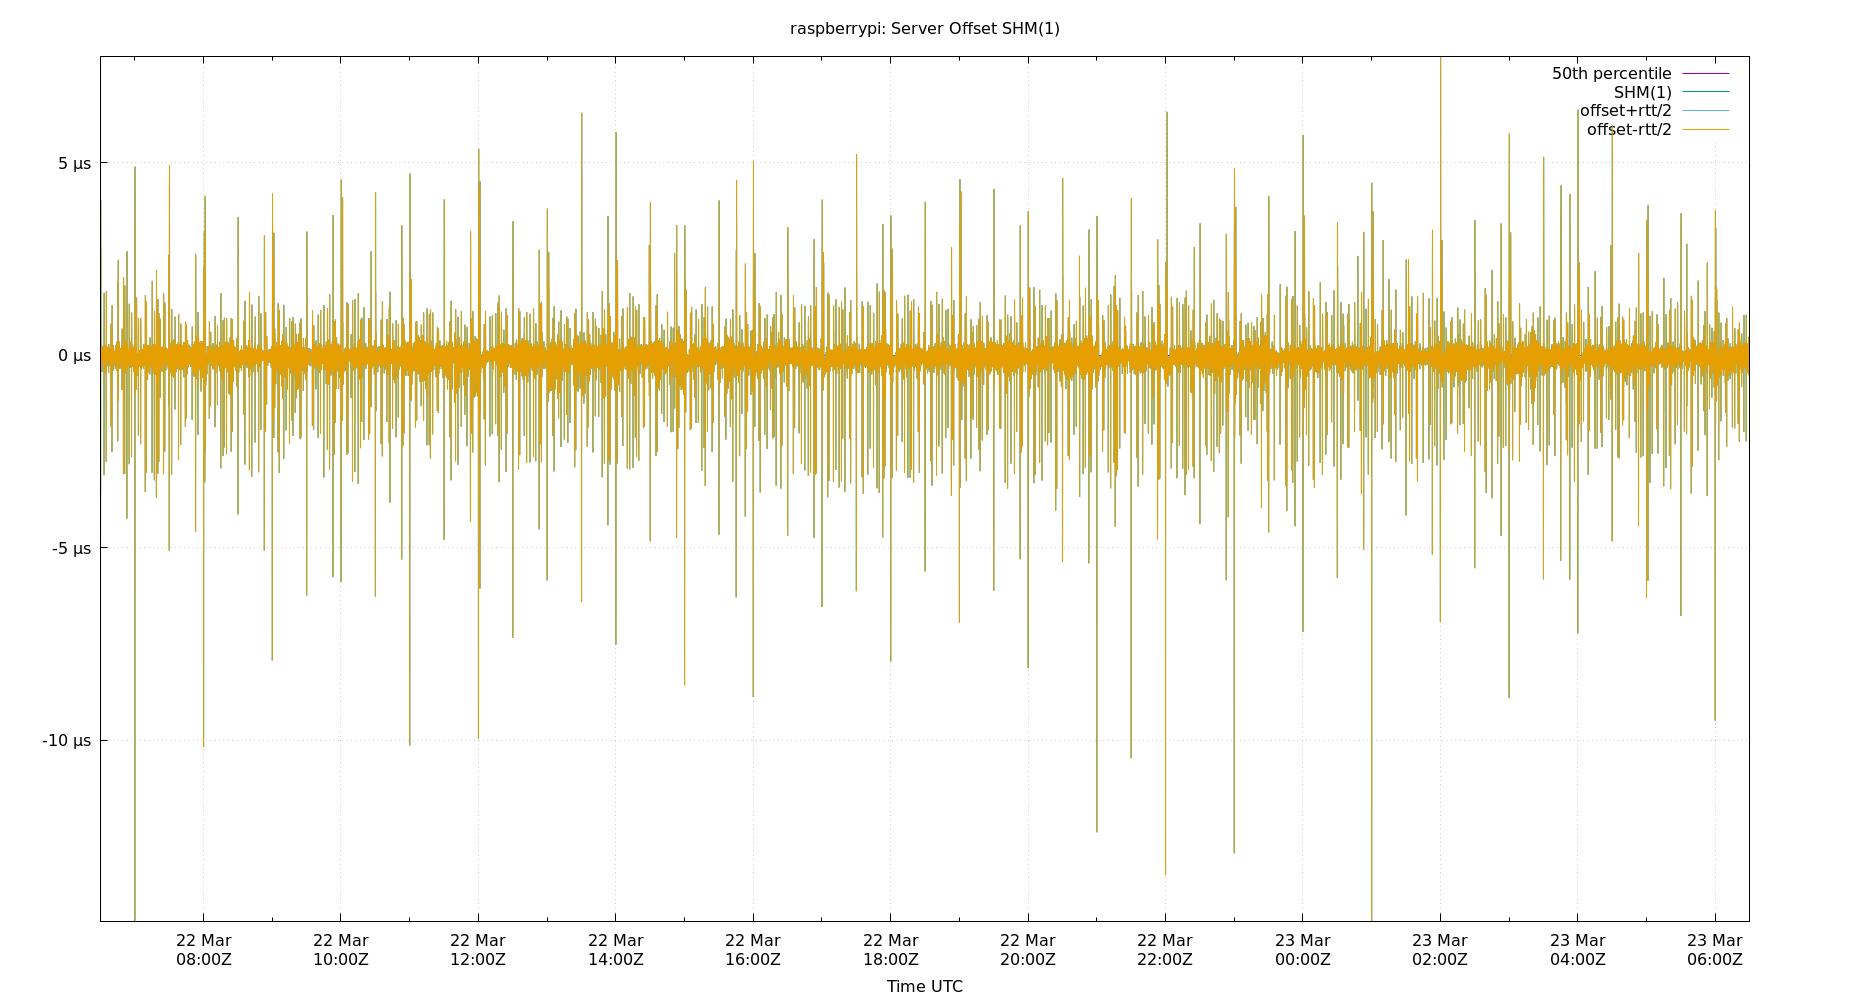 raspberrypi: Server Offset SHM(1)
50th percentile
SHM(1)
offset+rtt/2
offset-rtt/2
5 µs
0 µs
-5 µs
-10 µs
22 Mar 22 Mar 22 Mar 22 Mar 22 Mar 22 Mar 22 Mar 22 Mar 23 Mar 23 Mar 23 Mar 23 Mar
08:00Z 10:00Z 12:00Z 14:00Z 16:00Z 18:00Z 20:00Z 22:00Z 00:00Z 02:00Z 04:00Z 06:00Z
Time UTC